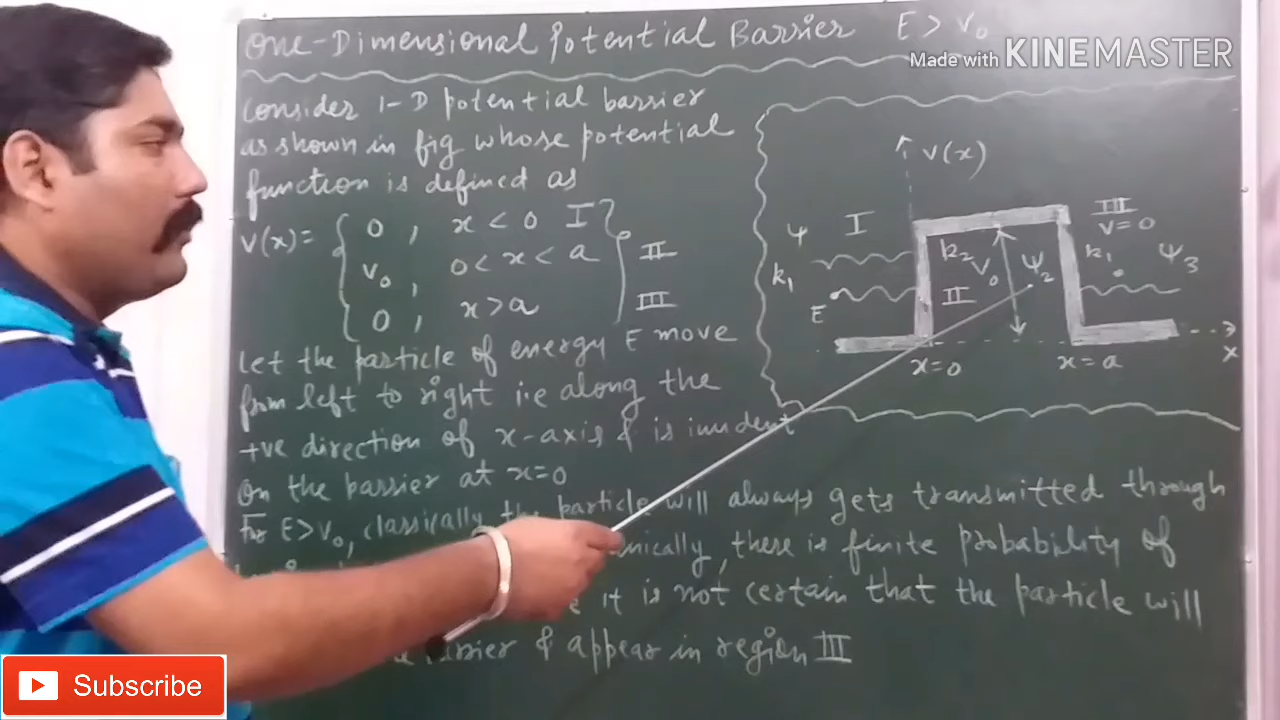 One-Dimensional Potential Barrier E > V₀
Made with KINEMASTER
Consider 1-D potential barrier
as shown in fig whose potential
function is defined as
V(x) = { 0 , x < 0 I
V₀ , 0 < x < a II
0 , x > a III
Let the particle of energy E move
from left to right i.e along the
+ve direction of x-axis & is incident
On the barrier at x=0
For E > V₀, classically the particle will always gets transmitted through
nically, there is finite probability of
it is not certain that the particle will
& appear in region III
V(x)
ψ I
k₁
E
k₂
V₀ ψ₂
II
III
V=0
k₁ ψ₃
x=0 x=a
x
Subscribe